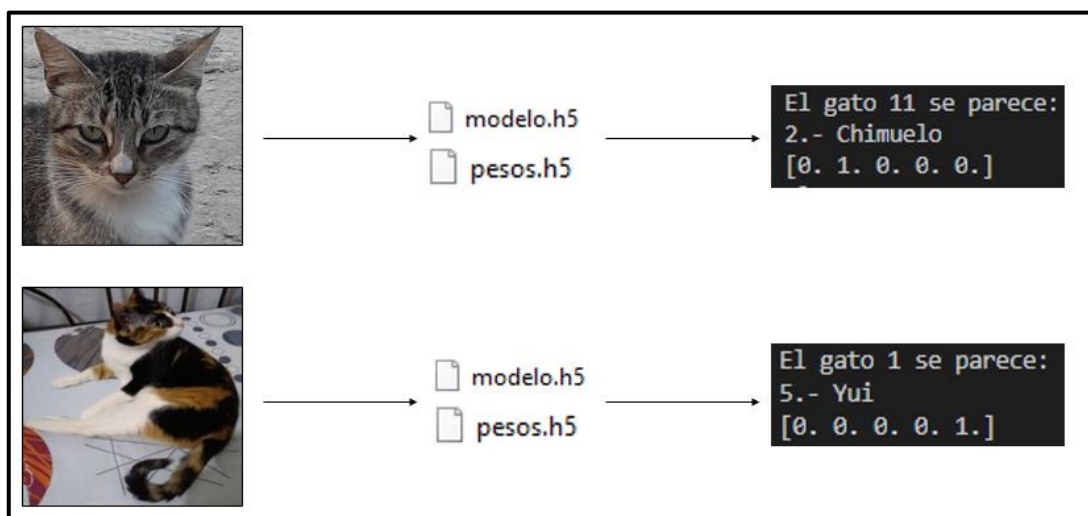 modelo.h5
pesos.h5
El gato 11 se parece:
2.- Chimuelo
[0. 1. 0. 0. 0.]
modelo.h5
pesos.h5
El gato 1 se parece:
5.- Yui
[0. 0. 0. 0. 1.]